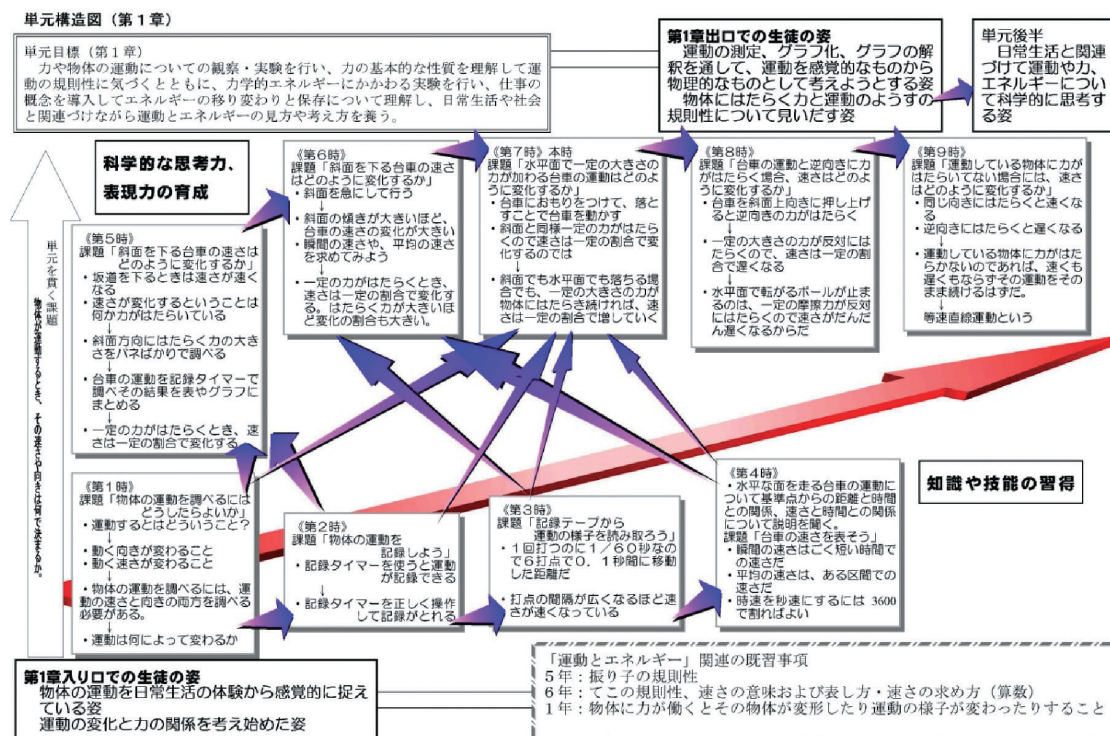 単元構造図（第１章）
単元目標（第１章）
力や物体の運動についての観察・実験を行い、力の基本的な性質を理解して運
動の規則性に気づくとともに、力学的エネルギーにかかわる実験を行い、仕事の
概念を導入してエネルギーの移り変わりと保存について理解し、日常生活や社会
と関連づけながら運動とエネルギーの見方や考え方を養う。
第1章出口での生徒の姿
運動の測定、グラフ化、グラフの解
釈を通して、運動を感覚的なものから
物理的なものとして考えようとする姿
物体にはたらく力と運動のようすの
規則性について見いだす姿
単元後半
日常生活と関連
づけて運動や力、
エネルギーについ
て科学的に思考す
る姿
科学的な思考力、
表現力の育成
単元を貫く課題
物体が運動するとき、その速さや向きは何で決まるか。
《第5時》
課題「斜面を下る台車の速さは
どのように変化するか」
・坂道を下るときは速さが速く
なる
↓
・速さが変化するということは
何か力がはたらいている
↓
・斜面方向にはたらく力の大き
さをバネばかりで調べる
↓
・台車の運動を記録タイマーで
調べその結果を表やグラフに
まとめる
↓
・一定の力がはたらくとき、速
さは一定の割合で変化する
《第6時》
課題「斜面を下る台車の速さ
はどのように変化するか」
・斜面を急にして行う
↓
・斜面の傾きが大きいほど、
台車の速さの変化が大きい
・瞬間の速さや、平均の速さ
を求めてみよう
↓
・一定の力がはたらくとき、
速さは一定の割合で変化す
る。はたらく力が大きいほ
ど変化の割合も大きい。
《第7時》本時
課題「水平面で一定の大きさの
力が加わる台車の運動はどのよ
うに変化するか」
・台車におもりをつけて、落と
すことで台車を動かす
・斜面と同様一定の力がはたら
くので速さは一定の割合で変
化するのでは
↓
・斜面でも水平面でも落ちる場
合でも、一定の大きさの力が
物体にはたらき続ければ、速
さは一定の割合で増していく
《第8時》
課題「台車の運動と逆向きに力
がはたらく場合、速さはどのよ
うに変化するか」
・台車を斜面上向きに押し上げ
ると逆向きの力がはたらく
↓
・一定の大きさの力が反対には
たらくので、速さは一定の割
合で遅くなる
↓
・水平面で転がるボールが止ま
るのは、一定の摩擦力が反対
にはたらくので速さがだんだ
ん遅くなるからだ
《第9時》
課題「運動している物体に力が
はたらいてない場合には、速さ
はどのように変化するか」
・同じ向きにはたらくと速くな
る
・逆向きにはたらくと遅くなる
↓
・運動している物体に力がはた
らかないのであれば、速くも
遅くもならずその運動をその
まま続けるはずだ。
↓
・等速直線運動という
《第1時》
課題「物体の運動を調べるには
どうしたらよいか」
・運動するとはどういうこと？
↓
・動く向きが変わること
・動く速さが変わること
↓
・物体の運動を調べるには、運
動の速さと向きの両方を調べる
必要がある。
↓
・運動は何によって変わるか
《第2時》
課題「物体の運動を
記録しよう」
・記録タイマーを使うと運動
が記録できる
↓
・記録タイマーを正しく操作
して記録がとれる
《第3時》
課題「記録テープから
運動の様子を読み取ろう」
・１回打つのに１／60秒なの
で６打点で０．１秒間に移動
した距離だ
↓
・打点の間隔が広くなるほど速
さが速くなっている
《第4時》
・水平な面を走る台車の運動に
ついて基準点からの距離と時間
との関係、速さと時間との関係
について説明を聞く。
課題「台車の速さを表そう」
・瞬間の速さはごく短い時間で
の速さだ
・平均の速さは、ある区間での
速さだ
・時速を秒速にするには 3600
で割ればよい
知識や技能の習得
第1章入り口での生徒の姿
物体の運動を日常生活の体験から感覚的に捉え
ている姿
運動の変化と力の関係を考え始めた姿
「運動とエネルギー」関連の既習事項
５年：振り子の規則性
６年：てこの規則性、速さの意味および表し方・速さの求め方（算数）
１年：物体に力が働くとその物体が変形したり運動の様子が変わったりすること